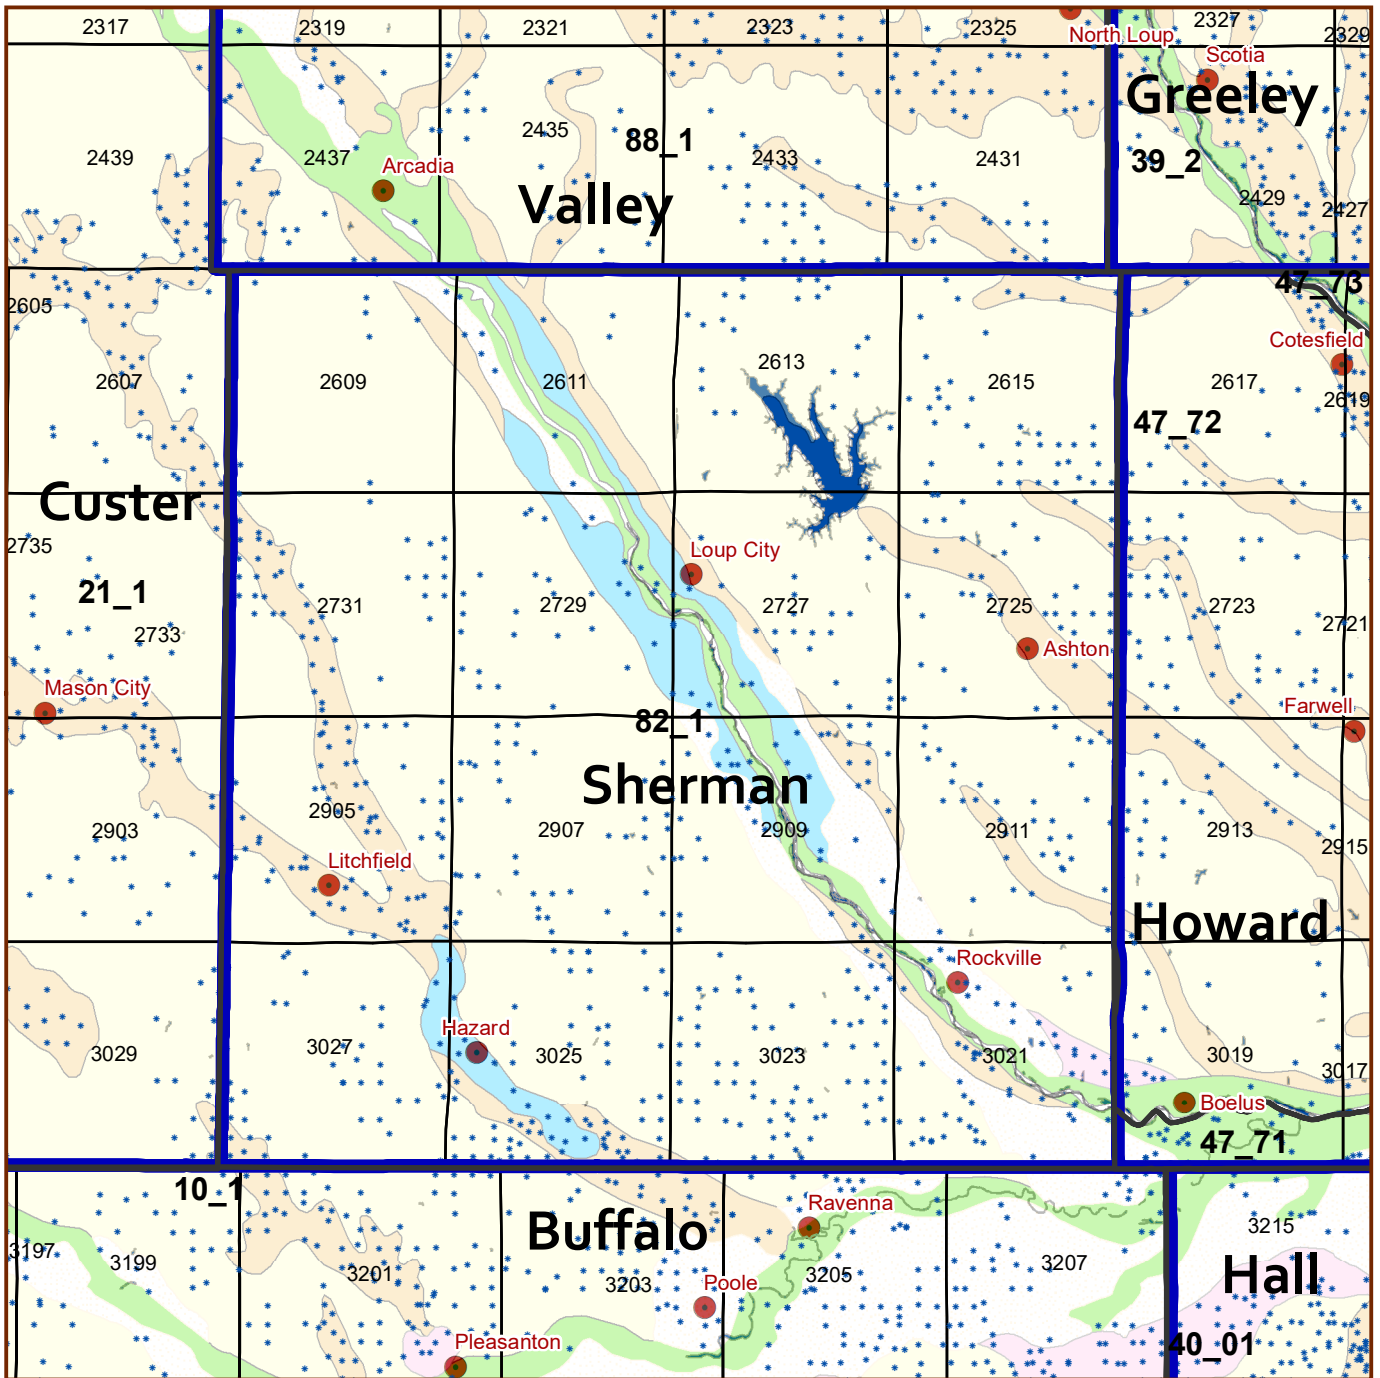 2317
2319
2321
2323
2325
2327
2329
North Loup
Scotia
Greeley
2439
2437
2435
88_1
2433
2431
39_2
Arcadia
Valley
2429
2427
47_73
2605
Cotesfield
2607
2609
2611
2613
2615
2617
2619
47_72
Custer
2735
Loup City
21_1
2731
2729
2727
2725
2723
2721
2733
Ashton
Mason City
Farwell
82_1
Sherman
2903
2905
2907
2909
2911
2913
2915
Litchfield
Howard
Rockville
Hazard
3029
3027
3025
3023
3021
3019
3017
Boelus
47_71
10_1
Ravenna
Buffalo
3215
3197
3199
3201
3203
3205
3207
Hall
Poole
Pleasanton
40_01